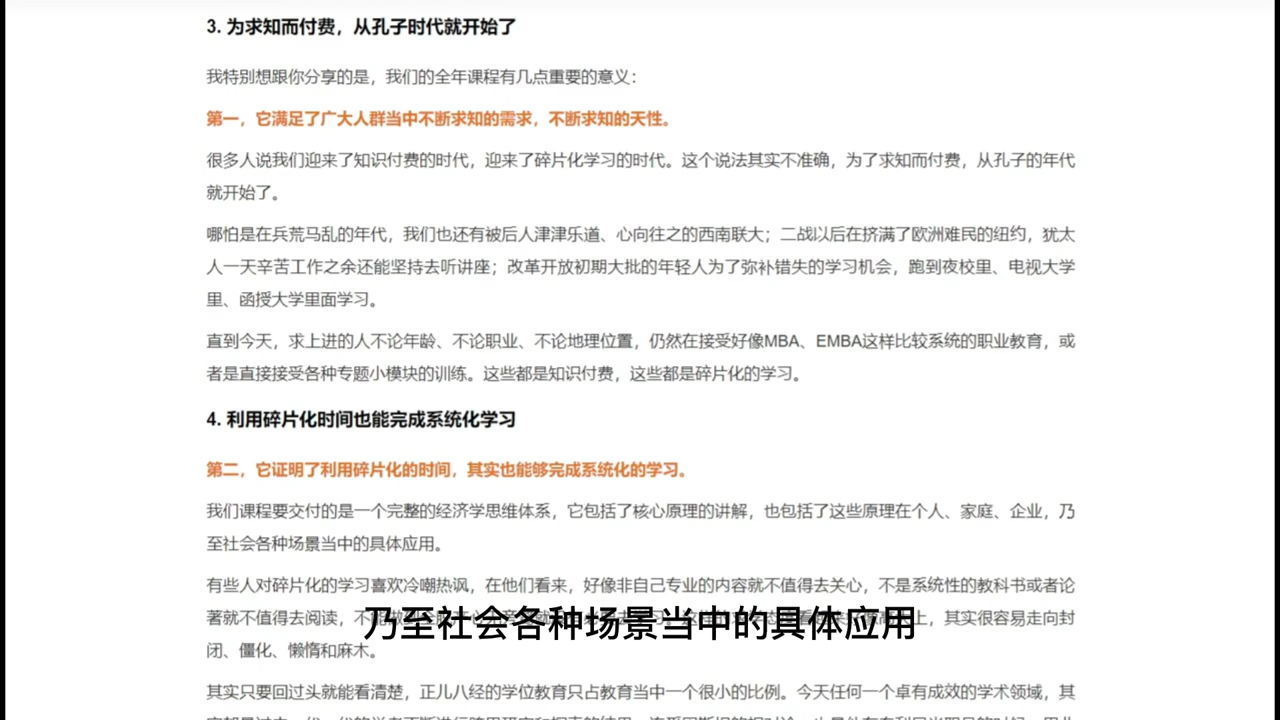 3. 为求知而付费，从孔子时代就开始了
我特别想跟你分享的是，我们的全年课程有几点重要的意义：
第一，它满足了广大人群当中不断求知的需求，不断求知的天性。
很多人说我们迎来了知识付费的时代，迎来了碎片化学习的时代。这个说法其实不准确，为了求知而付费，从孔子的年代
就开始了。
哪怕是在兵荒马乱的年代，我们也还有被后人津津乐道、心向往之的西南联大；二战以后在挤满了欧洲难民的纽约，犹太
人一天辛苦工作之余还能坚持去听讲座；改革开放初期大批的年轻人为了弥补错失的学习机会，跑到夜校里、电视大学
里、函授大学里面学习。
直到今天，求上进的人不论年龄、不论职业、不论地理位置，仍然在接受好像MBA、EMBA这样比较系统的职业教育，或
者是直接接受各种专题小模块的训练。这些都是知识付费，这些都是碎片化的学习。
4. 利用碎片化时间也能完成系统化学习
第二，它证明了利用碎片化的时间，其实也能够完成系统化的学习。
我们课程要交付的是一个完整的经济学思维体系，它包括了核心原理的讲解，也包括了这些原理在个人、家庭、企业，乃
至社会各种场景当中的具体应用。
有些人对碎片化的学习喜欢冷嘲热讽，在他们看来，好像非自己专业的内容就不值得去关心，不是系统性的教科书或者论
著就不值得去阅读，不 上，其实很容易走向封
乃至社会各种场景当中的具体应用
闭、僵化、懒惰和麻木。
其实只要回过头就能看清楚，正儿八经的学位教育只占教育当中一个很小的比例。今天任何一个卓有成效的学术领域，其